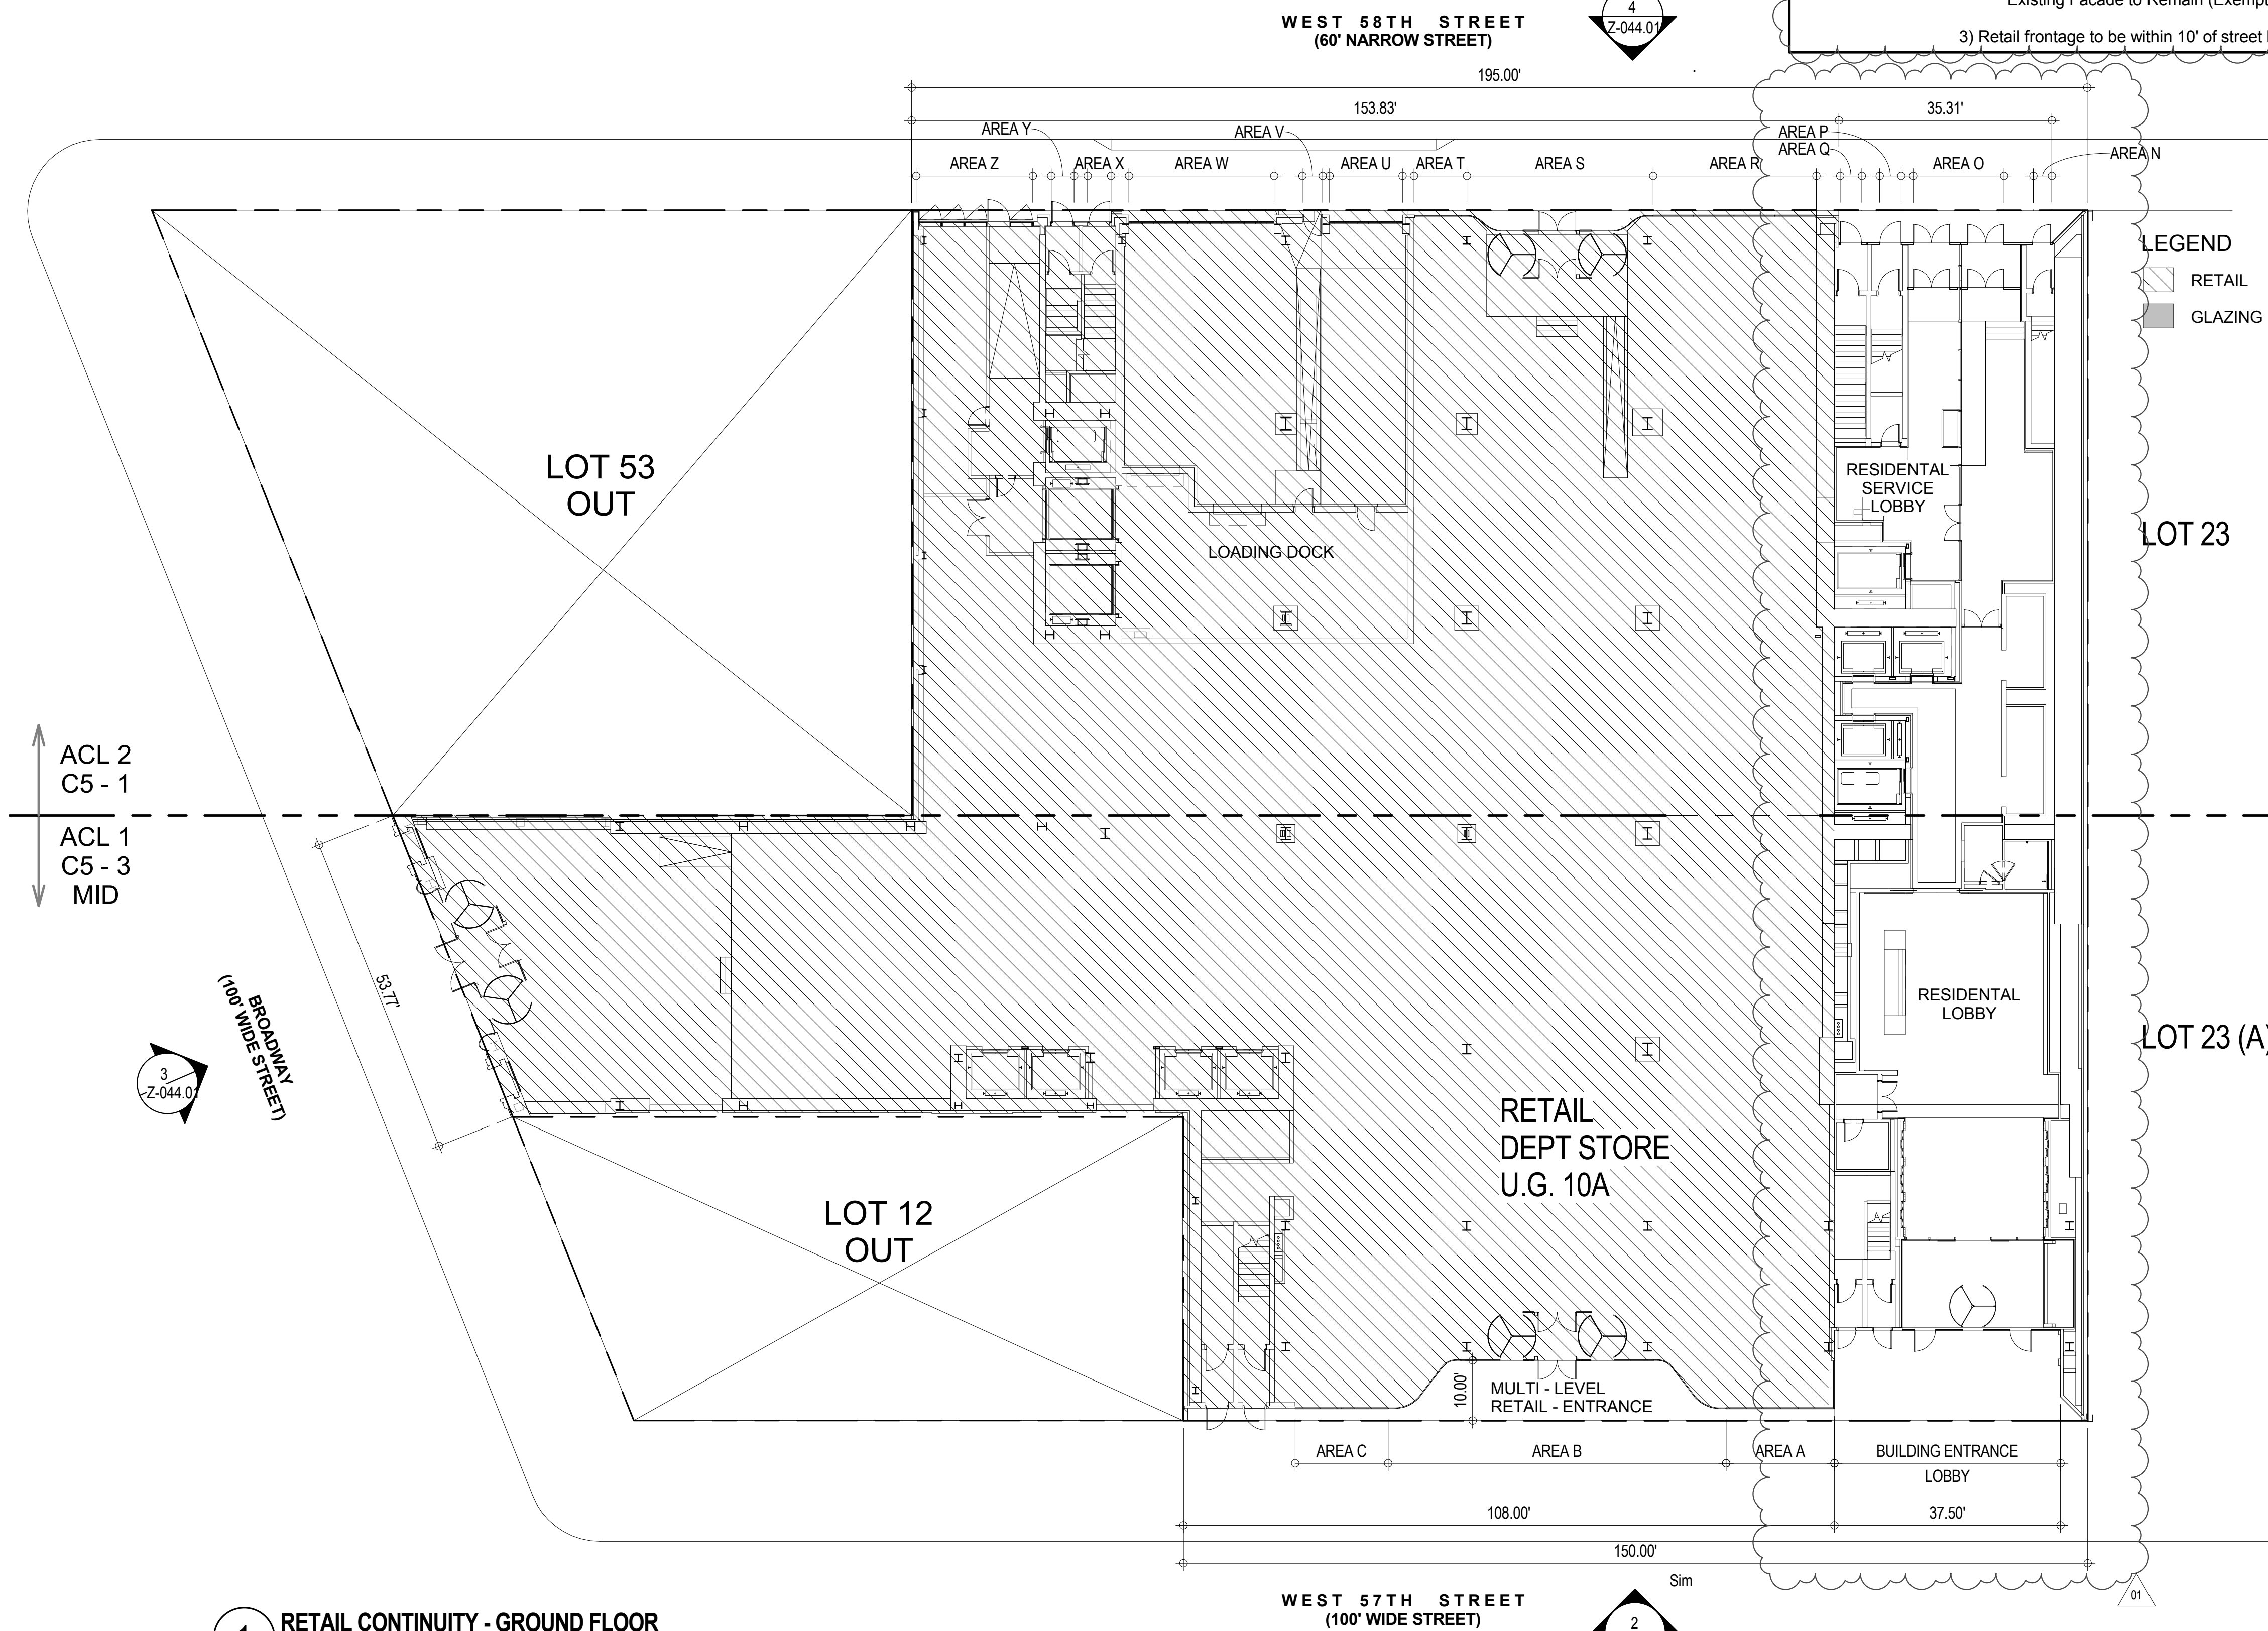 WEST 58TH STREET
(60' NARROW STREET)
4
Z-044.01
Existing Facade to Remain (Exempt
3) Retail frontage to be within 10' of street
195.00'
153.83'
35.31'
AREA Y
AREA V
AREA P
AREA Q
AREA Z
AREA X
AREA W
AREA U
AREA T
AREA S
AREA R
AREA O
AREA N
LEGEND
RETAIL
GLAZING
LOT 53
OUT
RESIDENTAL
SERVICE
LOBBY
LOT 23
LOADING DOCK
ACL 2
C5 - 1
ACL 1
C5 - 3
MID
53.77'
BROADWAY
(100' WIDE STREET)
3
Z-044.01
RESIDENTAL
LOBBY
LOT 23 (A)
RETAIL
DEPT STORE
U.G. 10A
LOT 12
OUT
10.00'
MULTI - LEVEL
RETAIL - ENTRANCE
AREA C
AREA B
AREA A
BUILDING ENTRANCE
LOBBY
108.00'
37.50'
150.00'
Sim
01
WEST 57TH STREET
(100' WIDE STREET)
2
1
RETAIL CONTINUITY - GROUND FLOOR